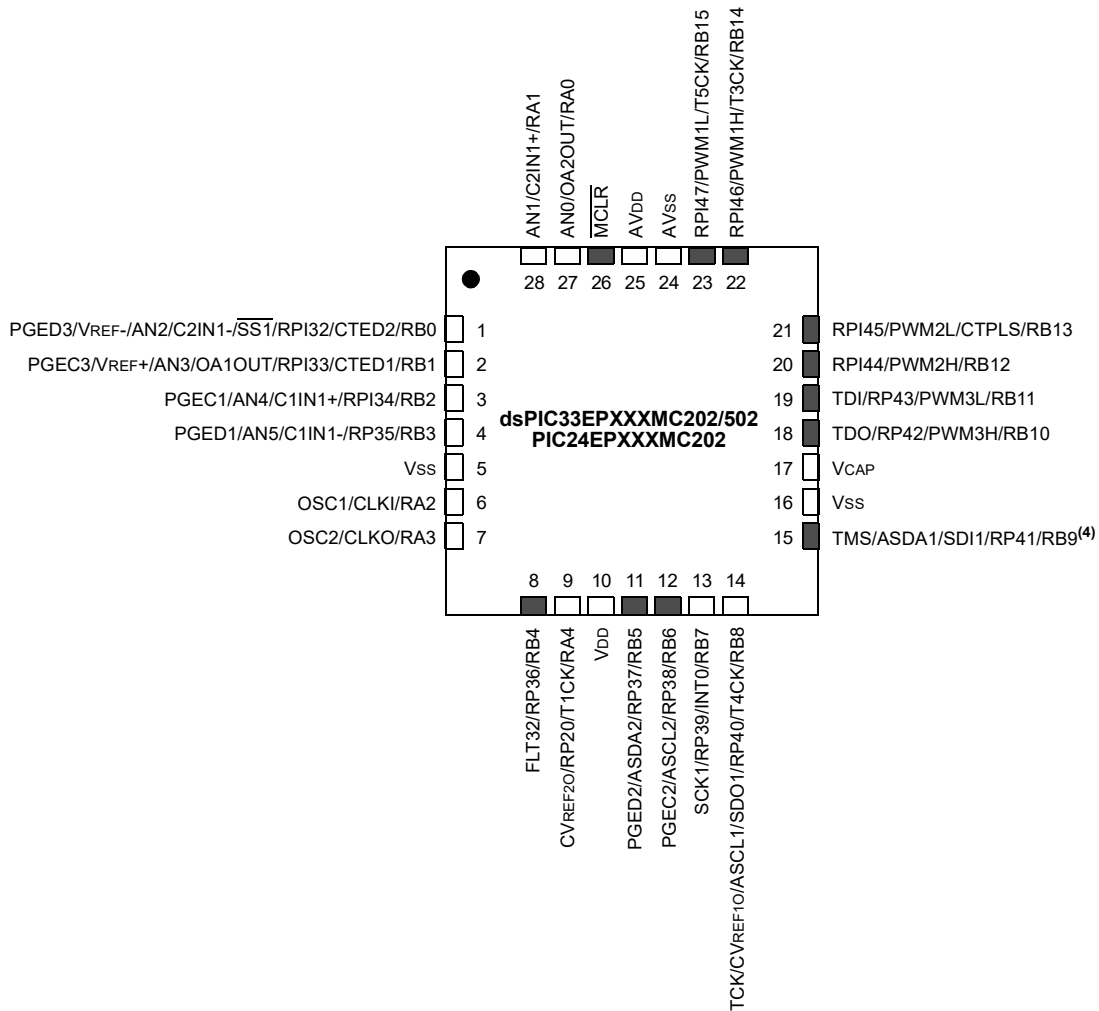 AN1/C2IN1+/RA1
AN0/OA2OUT/RA0
MCLR
AVDD
AVSS
RPI47/PWM1L/T5CK/RB15
RPI46/PWM1H/T3CK/RB14
28 27 26 25 24 23 22
PGED3/VREF-/AN2/C2IN1-/SS1/RPI32/CTED2/RB0 1
PGEC3/VREF+/AN3/OA1OUT/RPI33/CTED1/RB1 2
PGEC1/AN4/C1IN1+/RPI34/RB2 3
PGED1/AN5/C1IN1-/RP35/RB3 4
VSS 5
OSC1/CLKI/RA2 6
OSC2/CLKO/RA3 7
dsPIC33EPXXXMC202/502
PIC24EPXXXMC202
21 RPI45/PWM2L/CTPLS/RB13
20 RPI44/PWM2H/RB12
19 TDI/RP43/PWM3L/RB11
18 TDO/RP42/PWM3H/RB10
17 VCAP
16 VSS
15 TMS/ASDA1/SDI1/RP41/RB9(4)
8 9 10 11 12 13 14
FLT32/RP36/RB4
CVREF2O/RP20/T1CK/RA4
VDD
PGED2/ASDA2/RP37/RB5
PGEC2/ASCL2/RP38/RB6
SCK1/RP39/INT0/RB7
TCK/CVREF1O/ASCL1/SDO1/RP40/T4CK/RB8